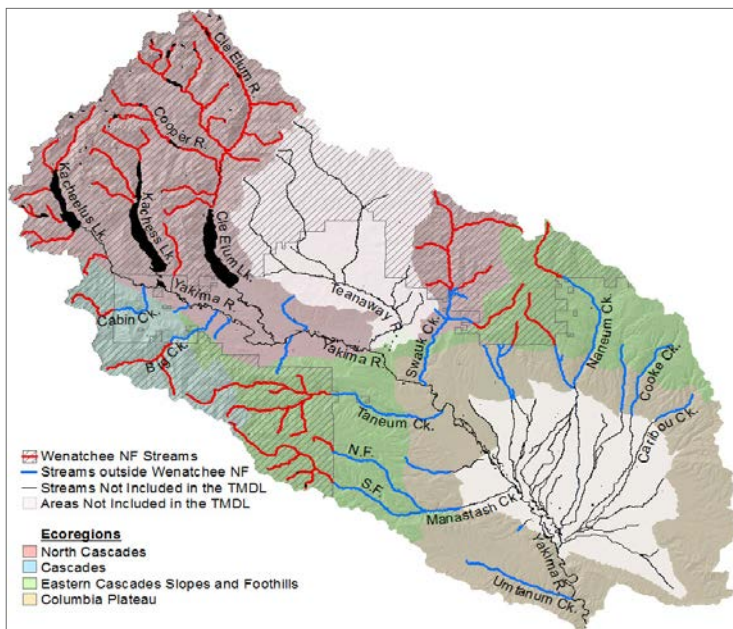 Cle Elum R.
Cooper R.
Kacheelus Lk.
Kachess Lk.
Cle Elum Lk.
Yakima R.
Teanaway R.
Cabin Ck.
Big Ck.
Yakima R.
Swauk Ck.
Naneum Ck.
Cooke Ck.
Caribou Ck.
Taneum Ck.
N.F.
S.F.
Manastash Ck.
Yakima R.
Umtanum Ck.
Wenatchee NF Streams
Streams outside Wenatchee NF
Streams Not Included in the TMDL
Areas Not Included in the TMDL
Ecoregions
North Cascades
Cascades
Eastern Cascades Slopes and Foothills
Columbia Plateau